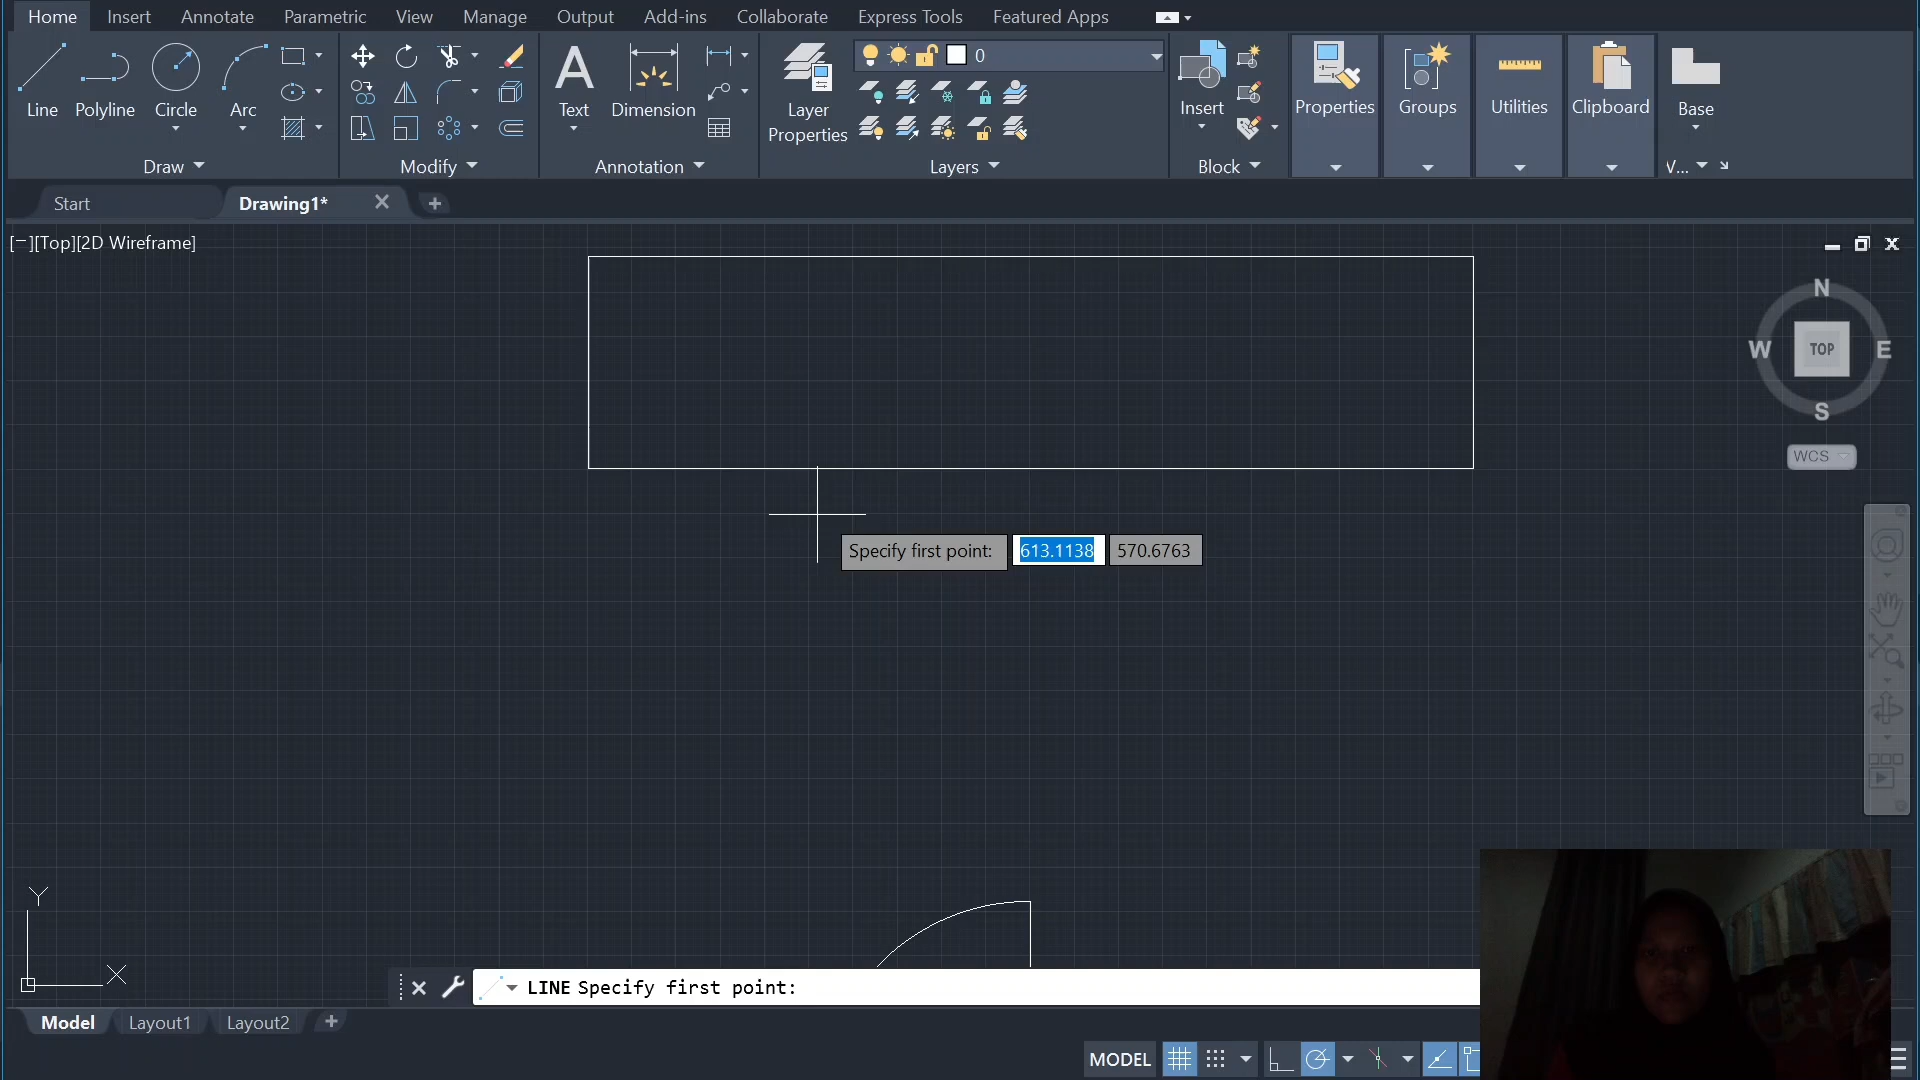 Home Insert Annotate Parametric View Manage Output Add-ins Collaborate Express Tools Featured Apps
0
Line Polyline Circle Arc
Text Dimension
Layer Properties
Insert
Properties Groups Utilities Clipboard
Base
Draw Modify Annotation Layers Block V...
Start Drawing1*
[−][Top][2D Wireframe]
N
W TOP E
S
WCS
Specify first point: 613.1138 570.6763
Y
X
LINE Specify first point:
Model Layout1 Layout2
MODEL